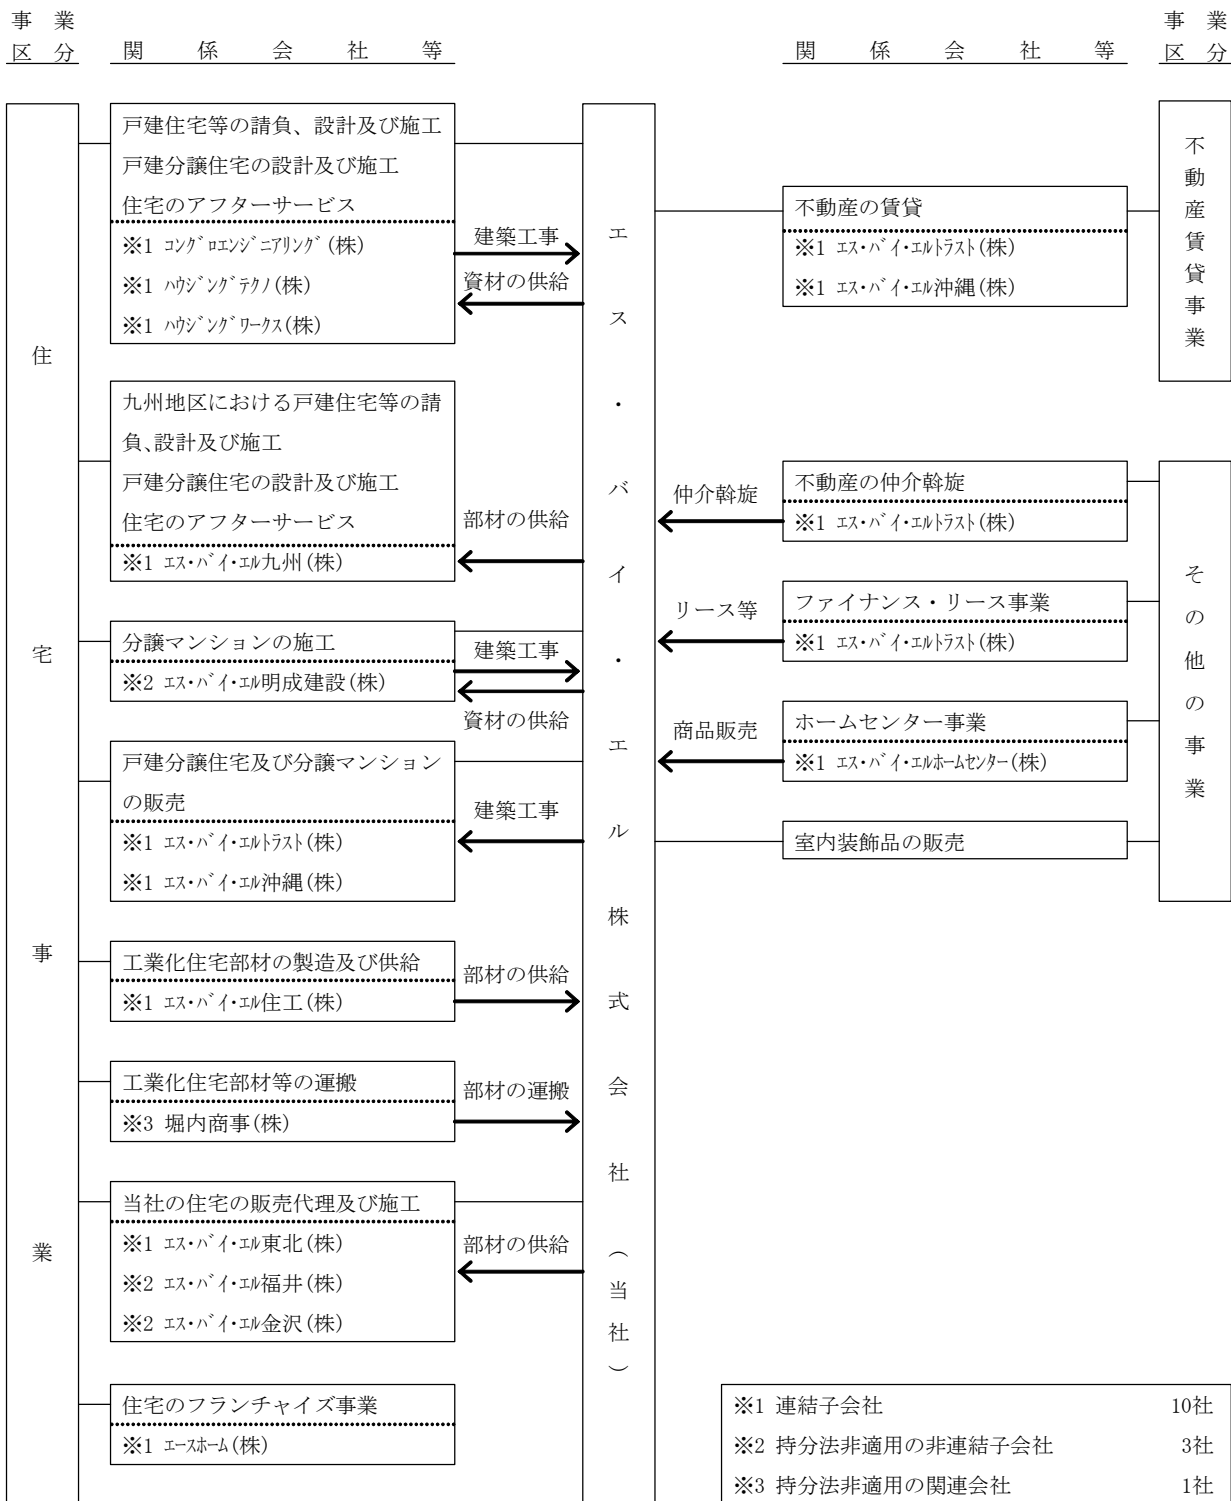 事業区分
関係会社等
関係会社等
事業区分
住宅事業
戸建住宅等の請負、設計及び施工
戸建分譲住宅の設計及び施工
住宅のアフターサービス
※1 コングロエンジニアリング(株)
※1 ハウジングテクノ(株)
※1 ハウジングワークス(株)
建築工事
資材の供給
九州地区における戸建住宅等の請
負、設計及び施工
戸建分譲住宅の設計及び施工
住宅のアフターサービス
※1 エス・バイ・エル九州(株)
部材の供給
分譲マンションの施工
※2 エス・バイ・エル明成建設(株)
建築工事
資材の供給
戸建分譲住宅及び分譲マンション
の販売
※1 エス・バイ・エルトラスト(株)
※1 エス・バイ・エル沖縄(株)
建築工事
工業化住宅部材の製造及び供給
※1 エス・バイ・エル住工(株)
部材の供給
工業化住宅部材等の運搬
※3 堀内商事(株)
部材の運搬
当社の住宅の販売代理及び施工
※1 エス・バイ・エル東北(株)
※2 エス・バイ・エル福井(株)
※2 エス・バイ・エル金沢(株)
部材の供給
住宅のフランチャイズ事業
※1 エースホーム(株)
エス・バイ・エル株式会社(当社)
不動産の賃貸
※1 エス・バイ・エルトラスト(株)
※1 エス・バイ・エル沖縄(株)
不動産賃貸事業
仲介斡旋
不動産の仲介斡旋
※1 エス・バイ・エルトラスト(株)
リース等
ファイナンス・リース事業
※1 エス・バイ・エルトラスト(株)
商品販売
ホームセンター事業
※1 エス・バイ・エルホームセンター(株)
室内装飾品の販売
その他の事業
※1 連結子会社 10社
※2 持分法非適用の非連結子会社 3社
※3 持分法非適用の関連会社 1社